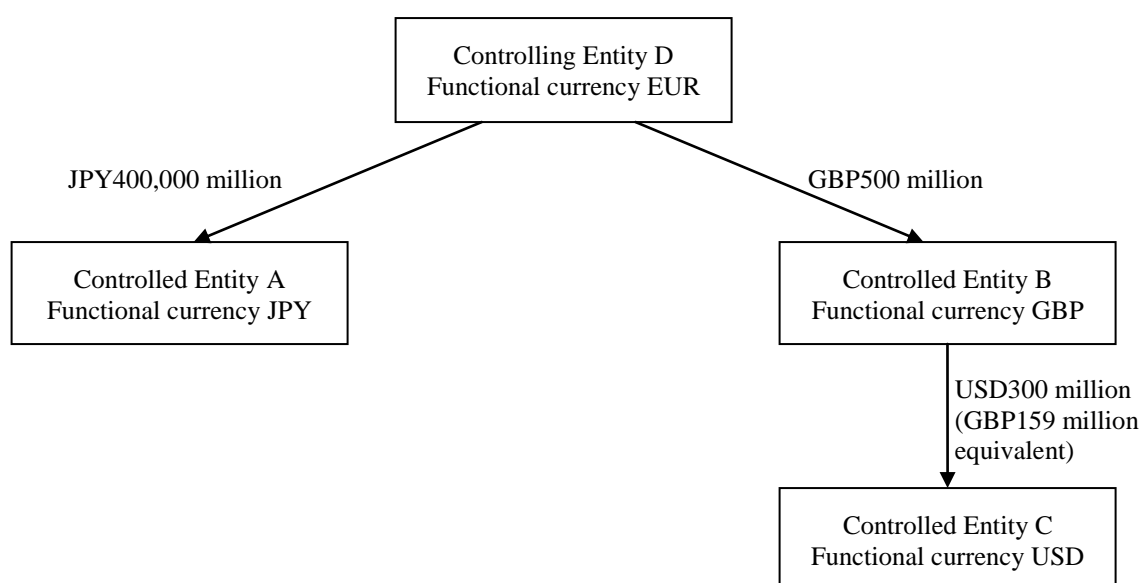 Controlling Entity D
Functional currency EUR
JPY400,000 million
GBP500 million
Controlled Entity A
Functional currency JPY
Controlled Entity B
Functional currency GBP
USD300 million
(GBP159 million
equivalent)
Controlled Entity C
Functional currency USD